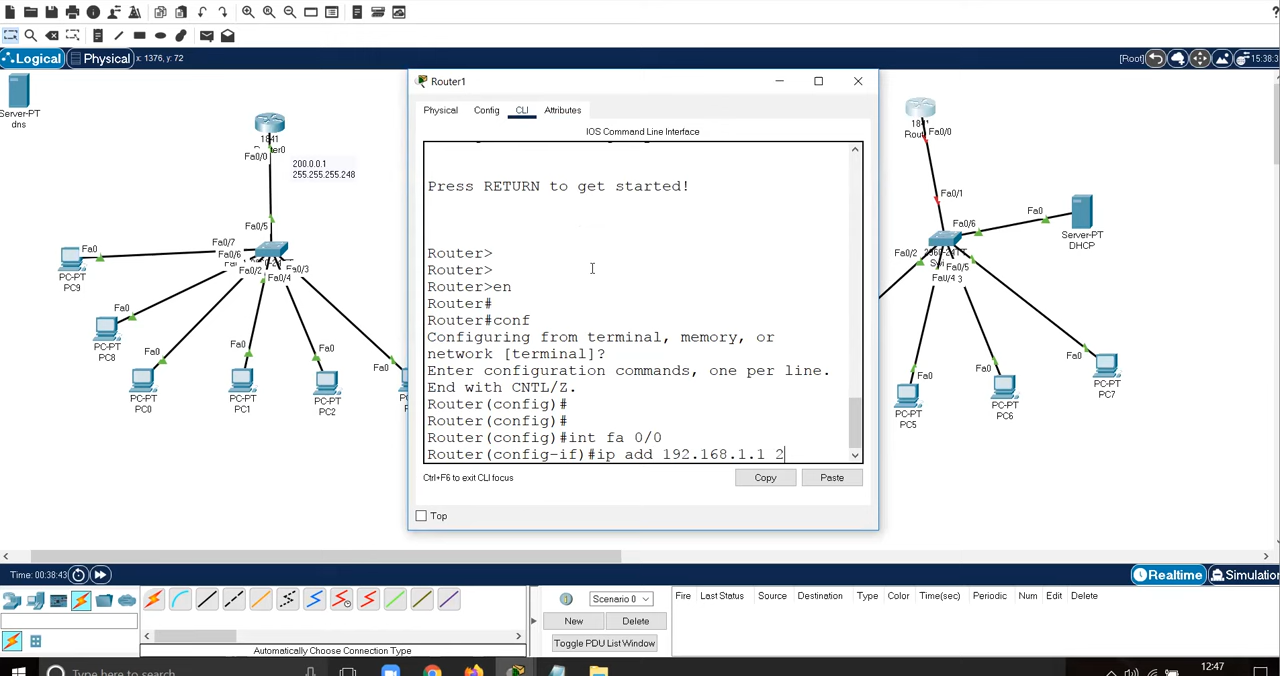 Logical
Physical
x: 1376, y: 72
[Root]
15:38:3
Server-PT
dns
1841
Fa0/0
200.0.0.1
255.255.255.248
Fa0/5
Fa0/7
Fa0/6
Fa0/2
Fa0/3
Fa0/4
Fa0
PC-PT
PC9
Fa0
PC-PT
PC8
Fa0
PC-PT
PC0
Fa0
PC-PT
PC1
Fa0
PC-PT
PC2
Fa0
Router1
Physical
Config
CLI
Attributes
IOS Command Line Interface
Press RETURN to get started!
Router>
Router>
Router>en
Router#
Router#conf
Configuring from terminal, memory, or
network [terminal]?
Enter configuration commands, one per line.
End with CNTL/Z.
Router(config)#
Router(config)#
Router(config)#int fa 0/0
Router(config-if)#ip add 192.168.1.1 2
Ctrl+F6 to exit CLI focus
Copy
Paste
Top
Fa0/0
Fa0/1
Fa0/6
Fa0
Server-PT
DHCP
Fa0/2
Fa0/5
Fa0/4
Fa0
PC-PT
PC5
Fa0
PC-PT
PC6
Fa0
PC-PT
PC7
Time: 00:38:43
Realtime
Simulation
Scenario 0
New
Delete
Toggle PDU List Window
Fire Last Status Source Destination Type Color Time(sec) Periodic Num Edit Delete
Automatically Choose Connection Type
Type here to search
12:47